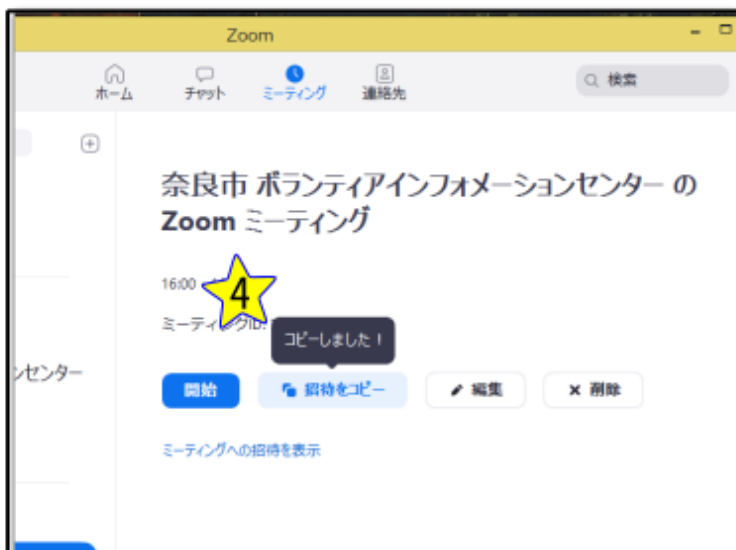 Zoom
ホーム
チャット
ミーティング
連絡先
検索
奈良市 ボランティアインフォメーションセンター の
Zoom ミーティング
16:00
4
ミーティングID:
コピーしました！
ンセンター
開始
招待をコピー
編集
削除
ミーティングへの招待を表示